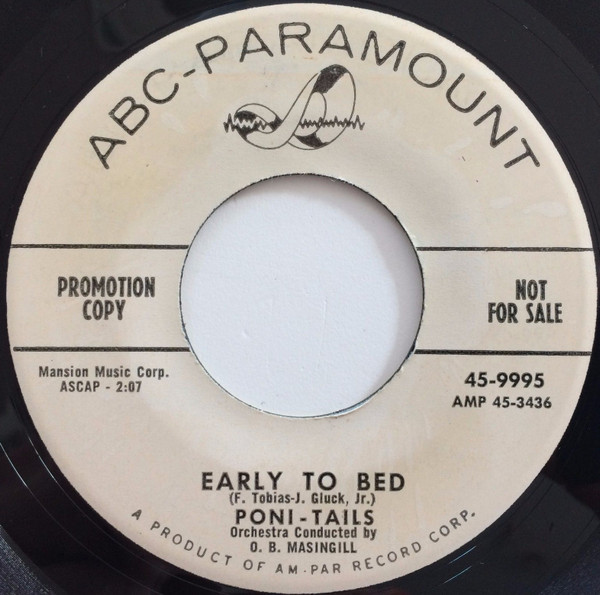 ABC-PARAMOUNT
PROMOTION
COPY
NOT
FOR SALE
Mansion Music Corp.
ASCAP - 2:07
45-9995
AMP 45-3436
EARLY TO BED
(F. Tobias-J. Gluck, Jr.)
PONI-TAILS
Orchestra Conducted by
O. B. MASINGILL
A PRODUCT OF AM-PAR RECORD CORP.